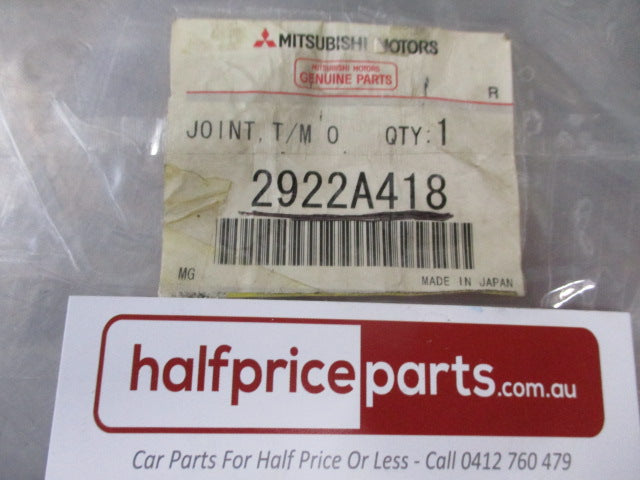 MITSUBISHI MOTORS
MITSUBISHI MOTORS
GENUINE PARTS
R
JOINT, T/M O QTY:1
2922A418
MG MADE IN JAPAN
halfpriceparts.com.au
Car Parts For Half Price Or Less - Call 0412 760 479